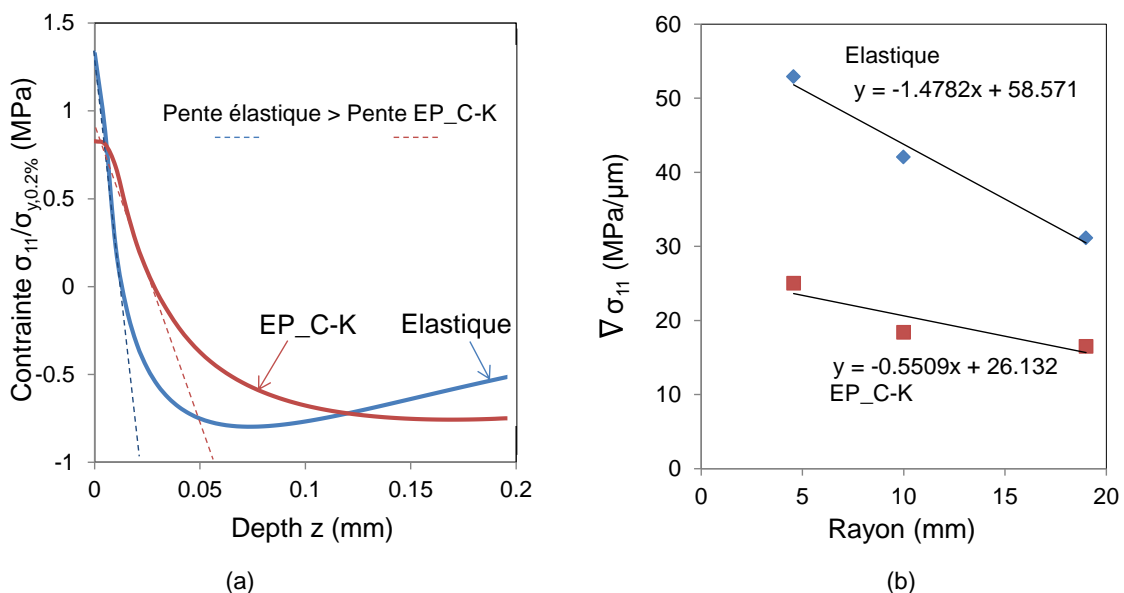 1.5
1
0.5
0
-0.5
-1
Contrainte σ11/σy,0.2% (MPa)
Pente élastique > Pente EP_C-K
EP_C-K
Elastique
0 0.05 0.1 0.15 0.2
Depth z (mm)
(a)
60
50
40
30
20
10
0
∇ σ11 (MPa/µm)
Elastique
y = -1.4782x + 58.571
y = -0.5509x + 26.132
EP_C-K
0 5 10 15 20
Rayon (mm)
(b)